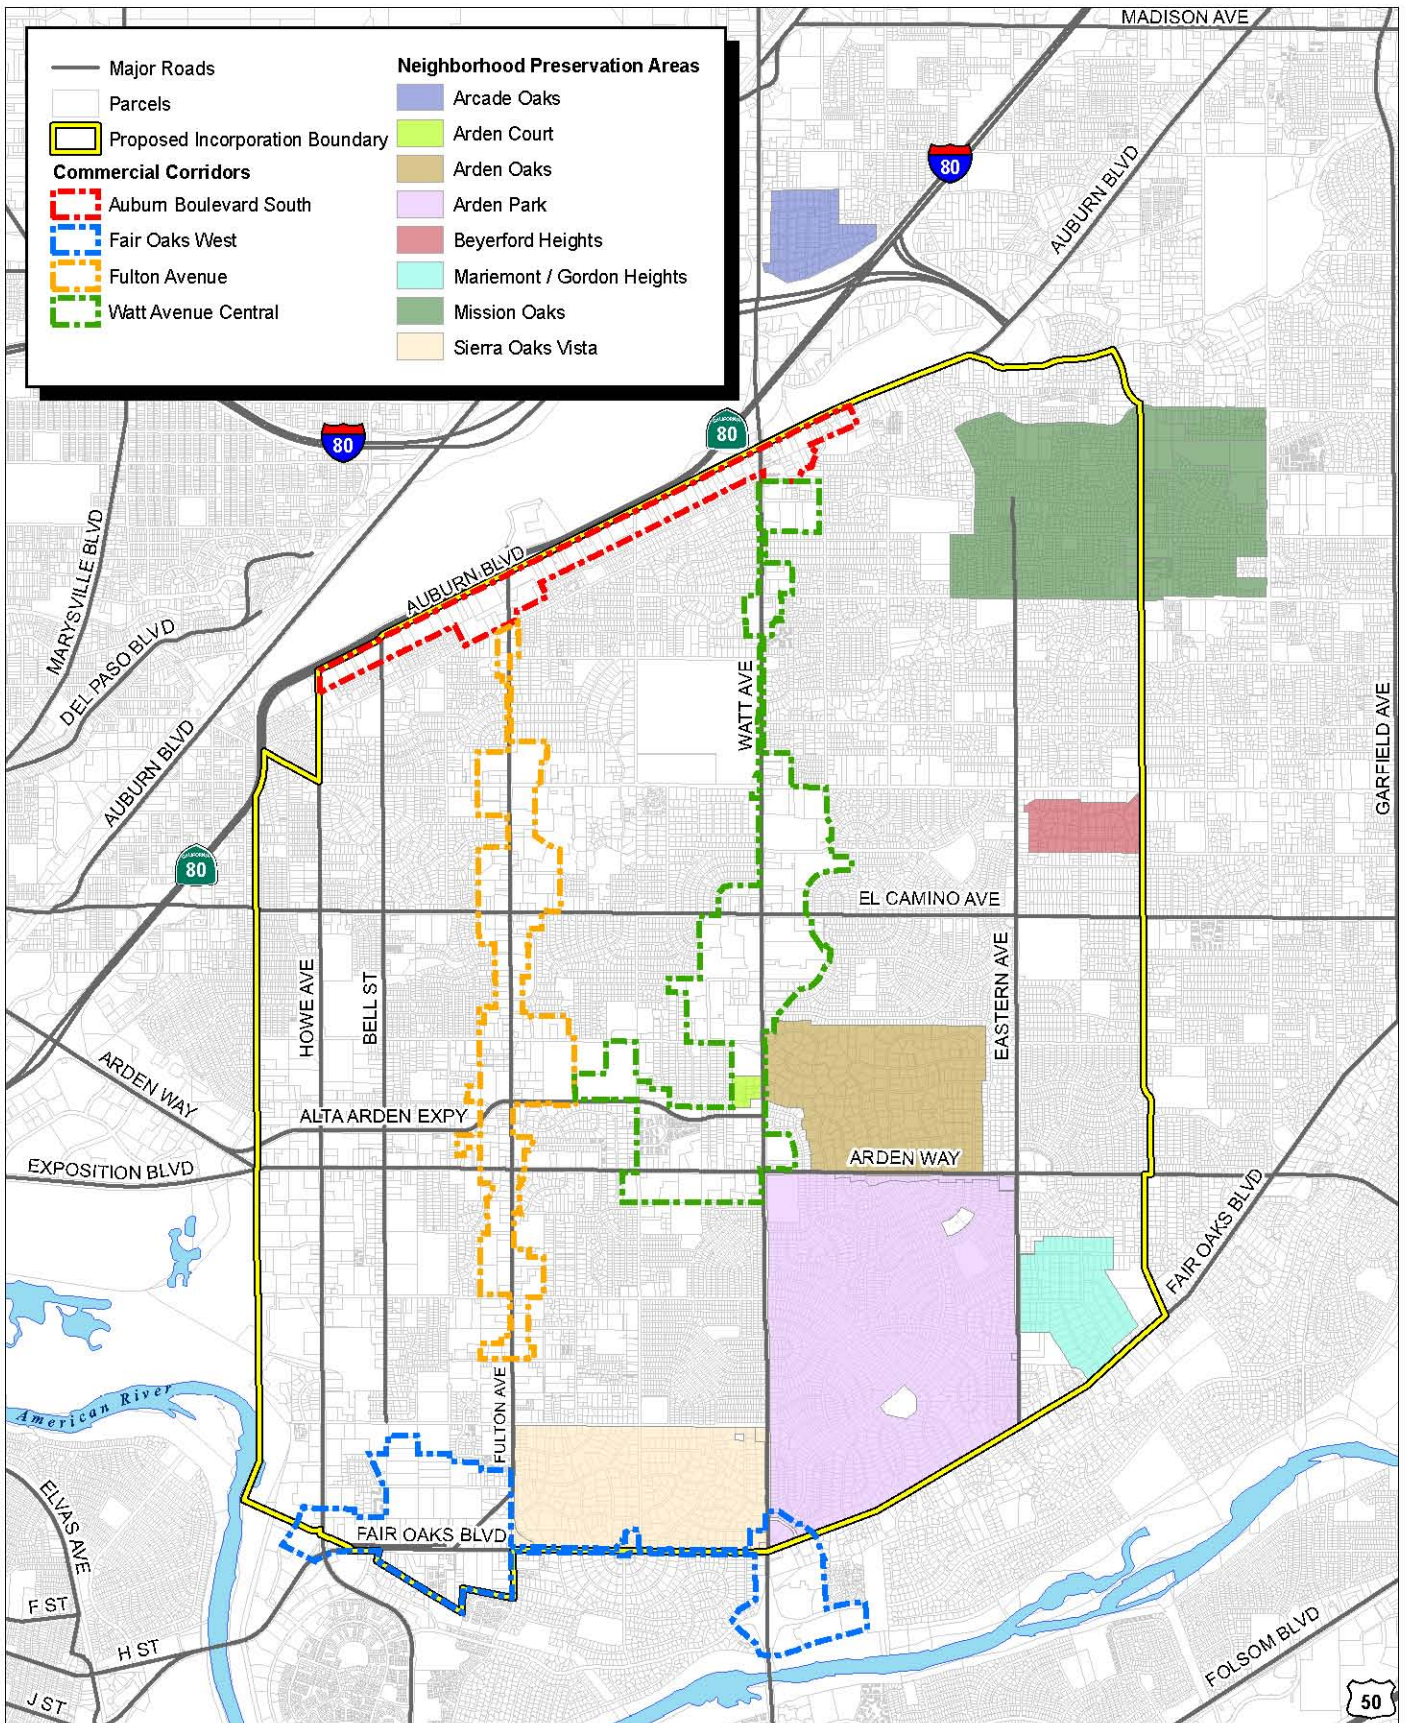 MADISON AVE
Major Roads
Parcels
Proposed Incorporation Boundary
Commercial Corridors
Auburn Boulevard South
Fair Oaks West
Fulton Avenue
Watt Avenue Central
Neighborhood Preservation Areas
Arcade Oaks
Arden Court
Arden Oaks
Arden Park
Beyerford Heights
Mariemont / Gordon Heights
Mission Oaks
Sierra Oaks Vista
80
AUBURN BLVD
80
80
CALIFORNIA
MARYSVILLE BLVD
AUBURN BLVD
DEL PASO BLVD
WATT AVE
GARFIELD AVE
AUBURN BLVD
80
CALIFORNIA
EL CAMINO AVE
HOWE AVE
BELL ST
EASTERN AVE
ARDEN WAY
ALTA ARDEN EXPY
EXPOSITION BLVD
ARDEN WAY
FAIR OAKS BLVD
American River
FULTON AVE
ELVAS AVE
FAIR OAKS BLVD
F ST
H ST
J ST
FOLSOM BLVD
50